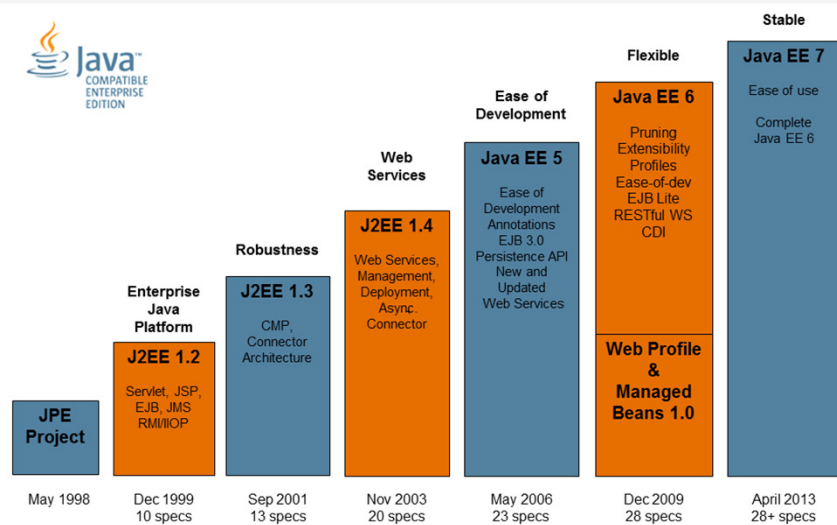 Java™
COMPATIBLE
ENTERPRISE
EDITION
JPE
Project
May 1998
Enterprise
Java
Platform
J2EE 1.2
Servlet, JSP,
EJB, JMS
RMI/IIOP
Dec 1999
10 specs
Robustness
J2EE 1.3
CMP,
Connector
Architecture
Sep 2001
13 specs
Web
Services
J2EE 1.4
Web Services,
Management,
Deployment,
Async.
Connector
Nov 2003
20 specs
Ease of
Development
Java EE 5
Ease of
Development
Annotations
EJB 3.0
Persistence API
New and
Updated
Web Services
May 2006
23 specs
Flexible
Java EE 6
Pruning
Extensibility
Profiles
Ease-of-dev
EJB Lite
RESTful WS
CDI
Web Profile
&
Managed
Beans 1.0
Dec 2009
28 specs
Stable
Java EE 7
Ease of use
Complete
Java EE 6
April 2013
28+ specs